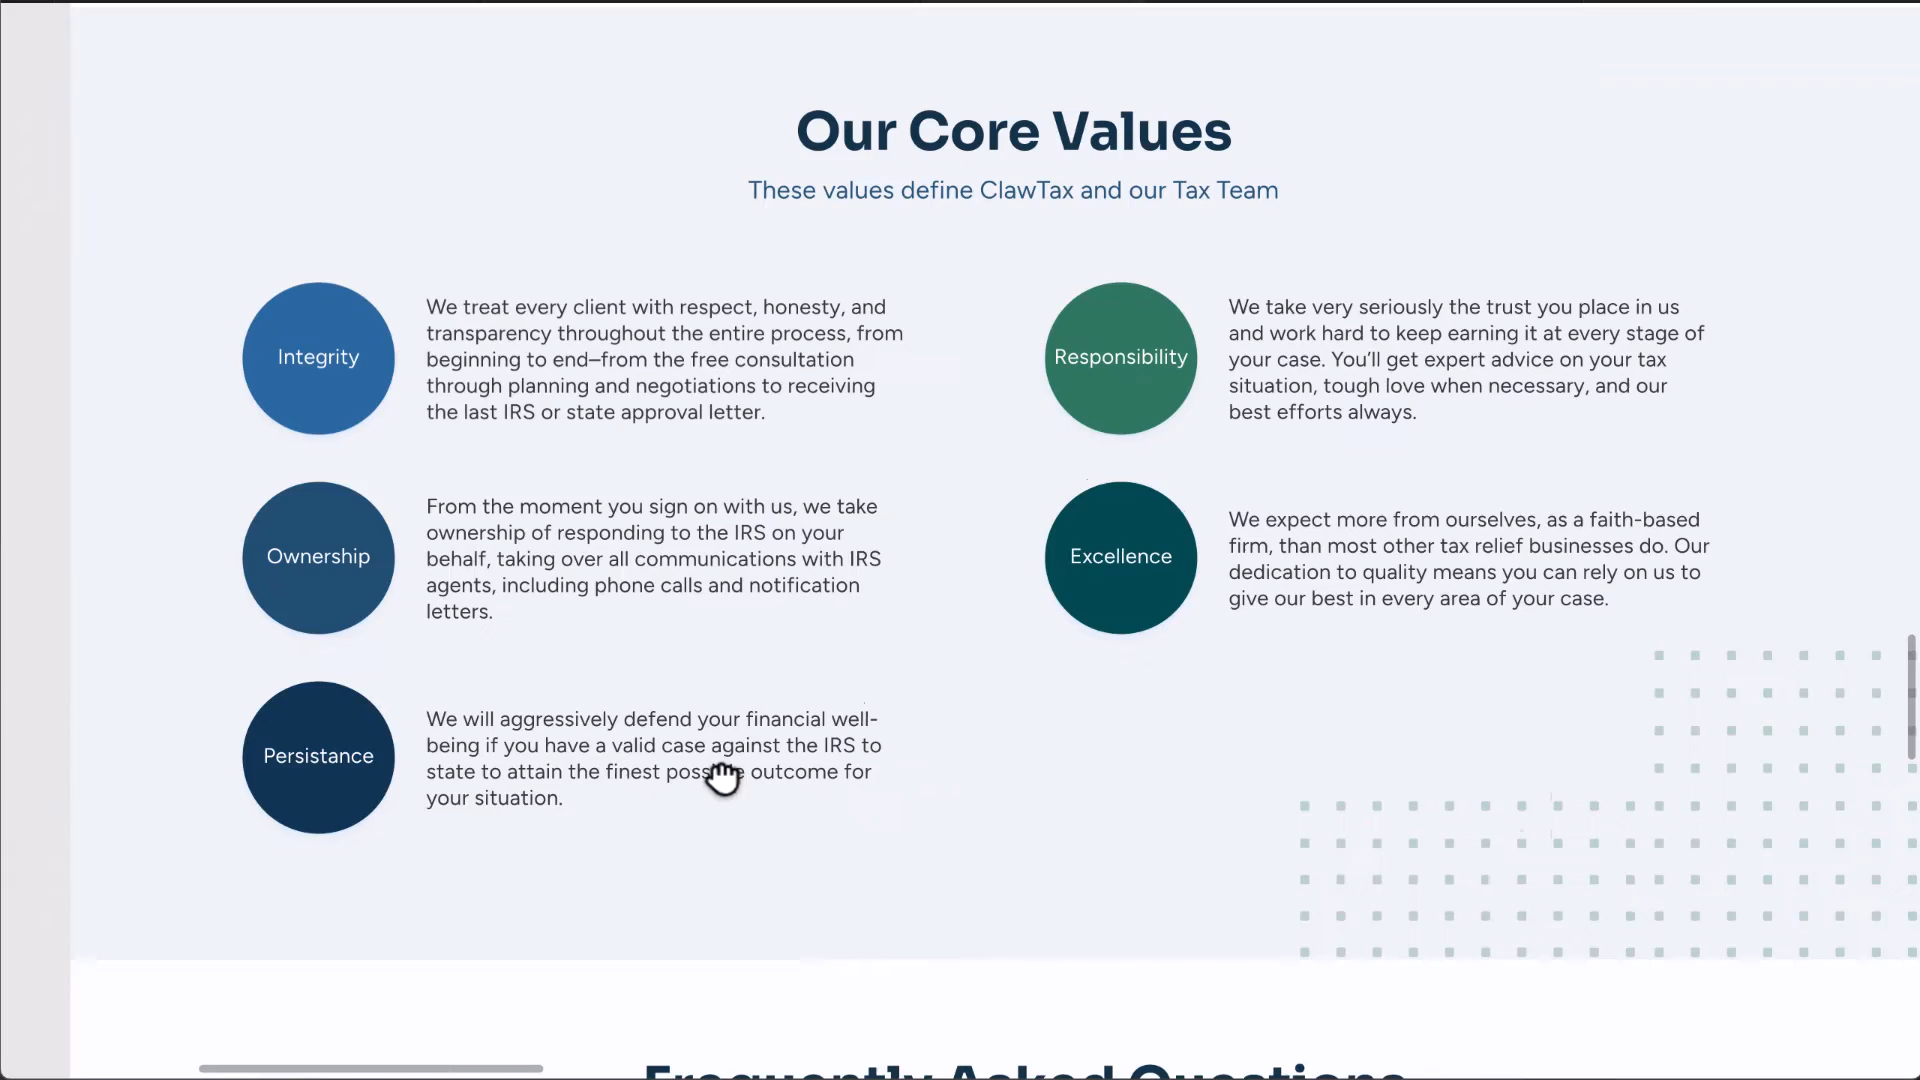 Our Core Values
These values define ClawTax and our Tax Team
Integrity
We treat every client with respect, honesty, and
transparency throughout the entire process, from
beginning to end–from the free consultation
through planning and negotiations to receiving
the last IRS or state approval letter.
Responsibility
We take very seriously the trust you place in us
and work hard to keep earning it at every stage of
your case. You’ll get expert advice on your tax
situation, tough love when necessary, and our
best efforts always.
Ownership
From the moment you sign on with us, we take
ownership of responding to the IRS on your
behalf, taking over all communications with IRS
agents, including phone calls and notification
letters.
Excellence
We expect more from ourselves, as a faith-based
firm, than most other tax relief businesses do. Our
dedication to quality means you can rely on us to
give our best in every area of your case.
Persistance
We will aggressively defend your financial well-
being if you have a valid case against the IRS to
state to attain the finest possible outcome for
your situation.
Frequently Asked Questions